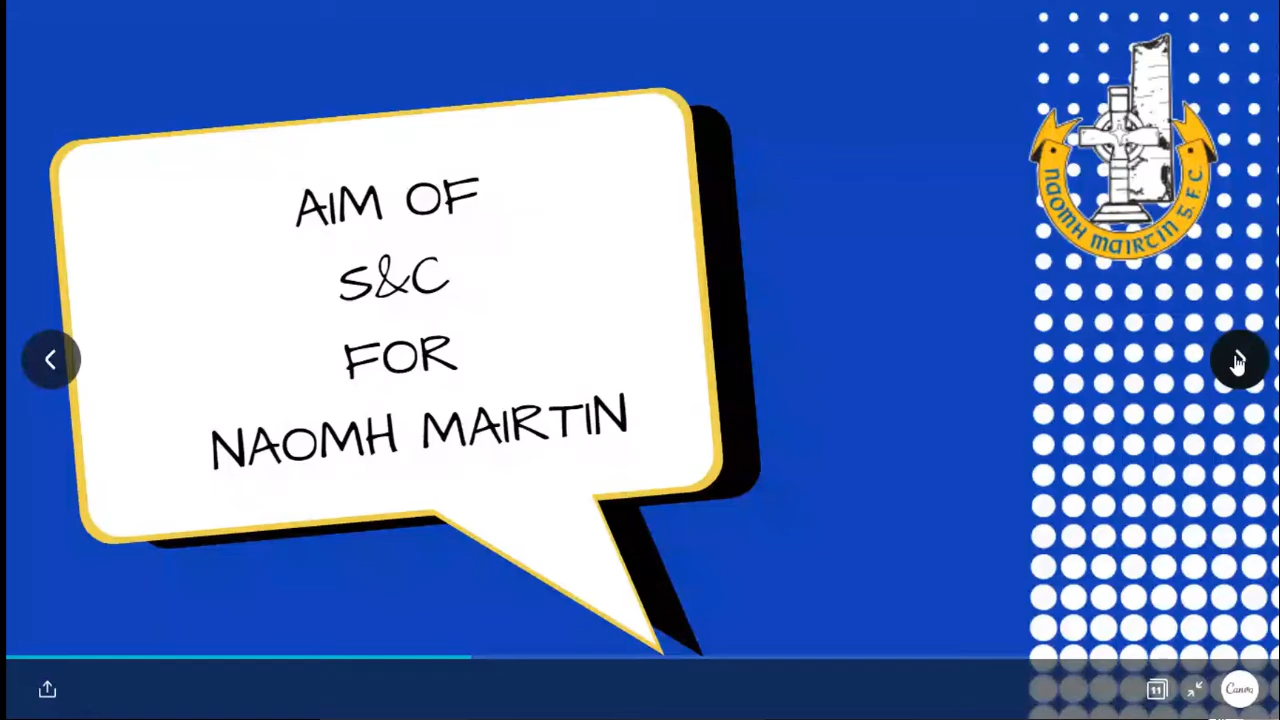 AIM OF
S&C
FOR
NAOMH MAIRTIN
NAOMH MAIRTIN S.F.C.
11
Canva